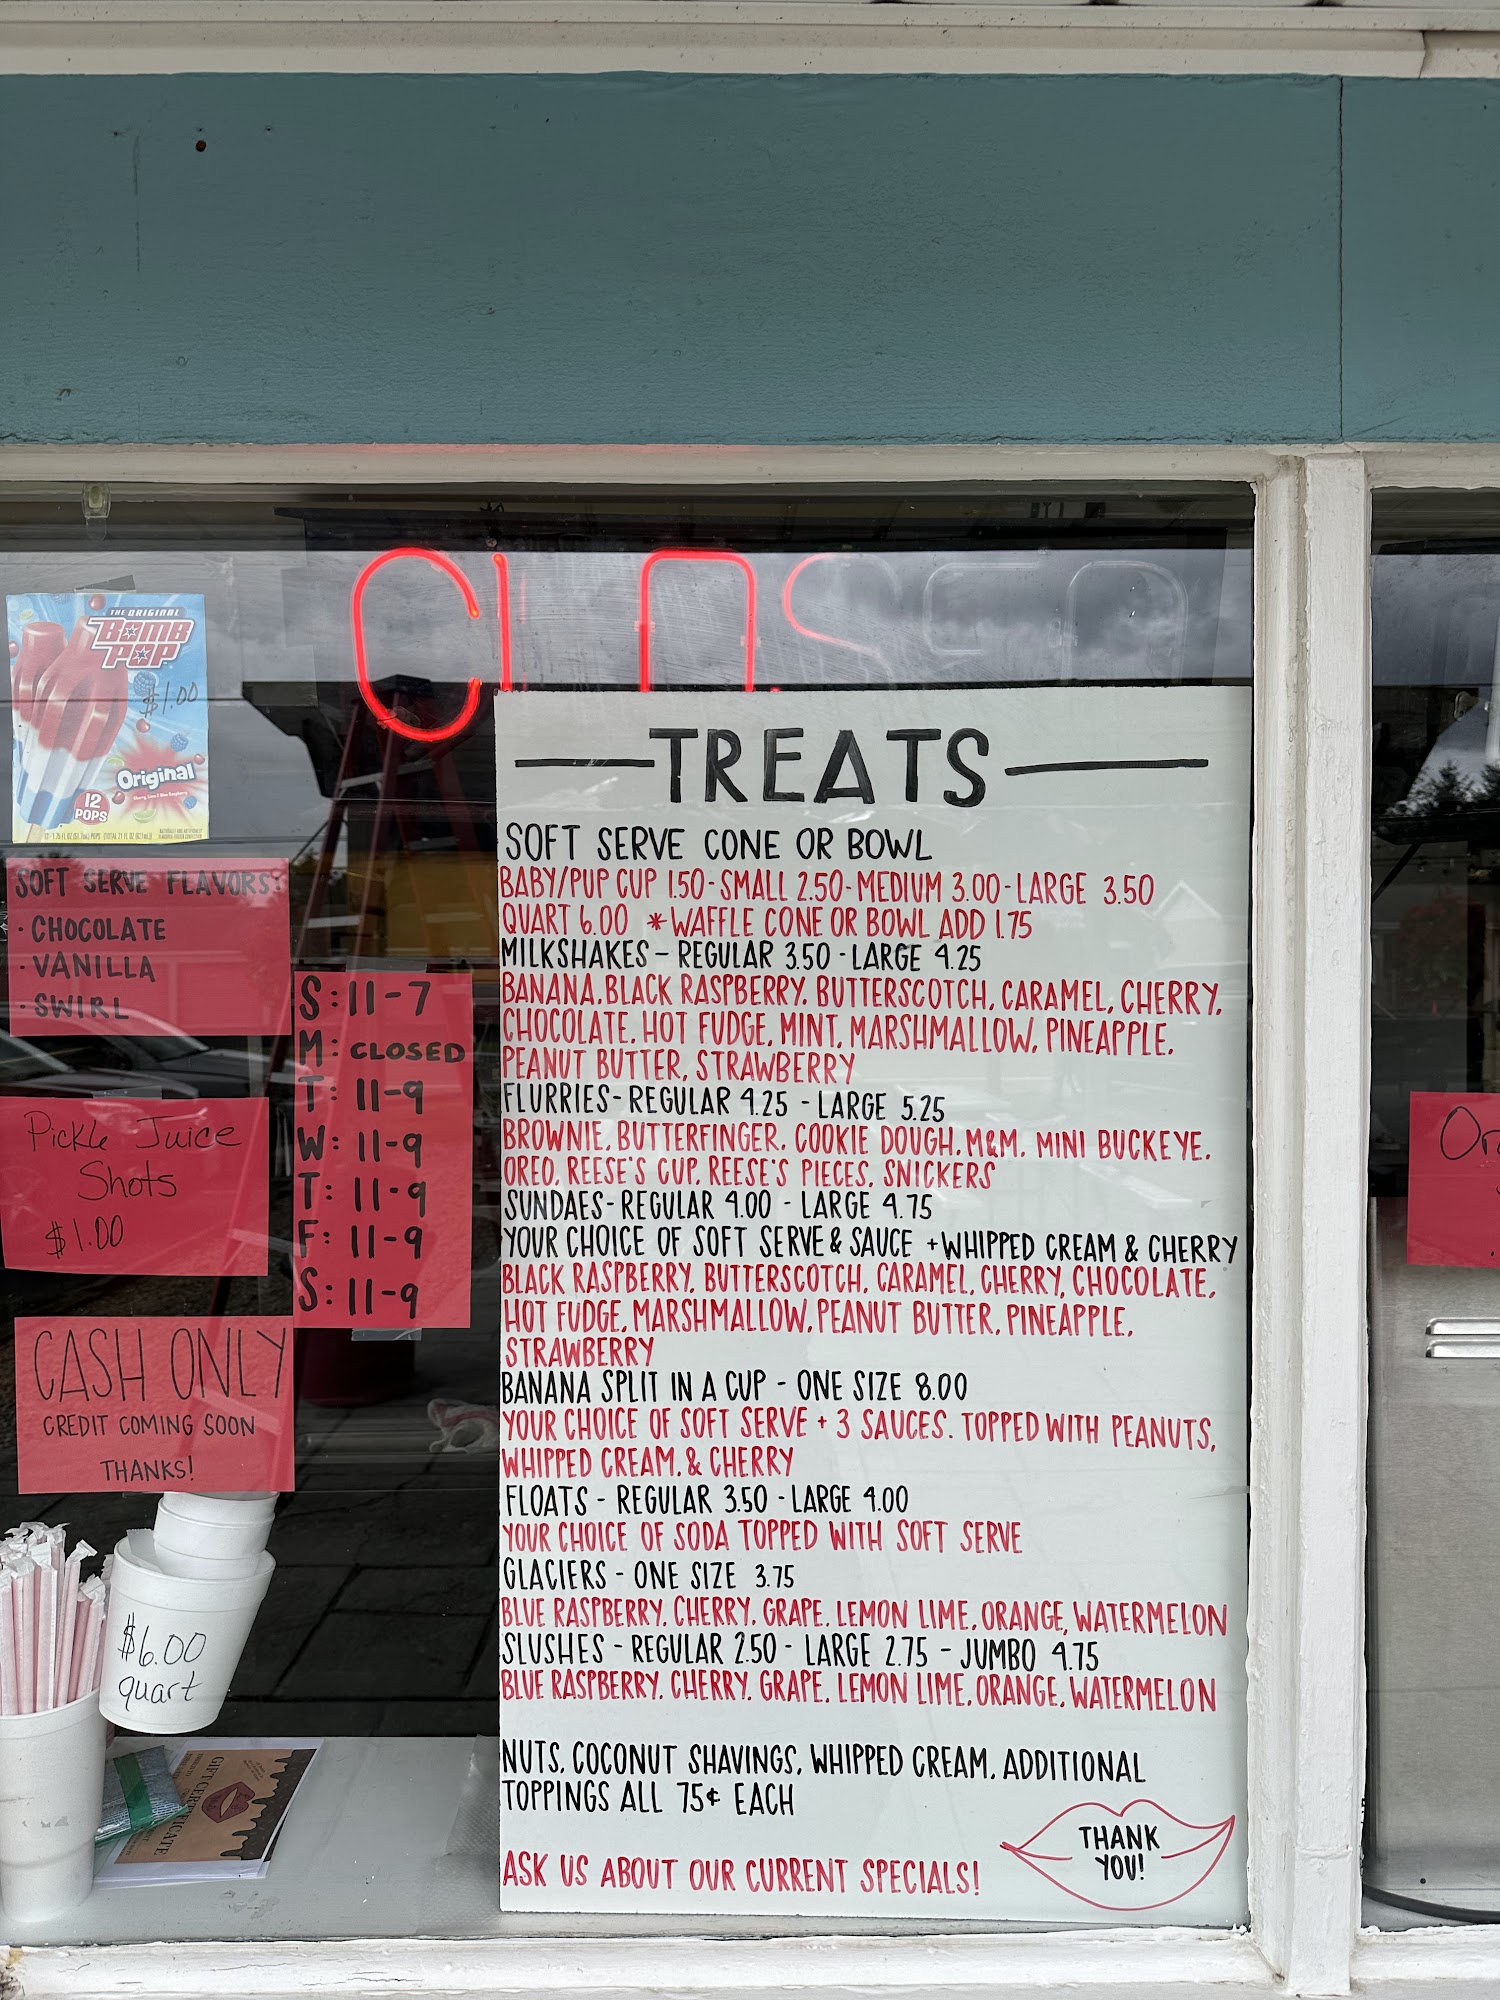 CLOSED
THE ORIGINAL
BOMB
POP
$1.00
Original
Cherry, Lime & Blue Raspberry
12
POPS
SOFT SERVE FLAVORS:
· CHOCOLATE
· VANILLA
· SWIRL
S: 11-7
M: CLOSED
T: 11-9
W: 11-9
T: 11-9
F: 11-9
S: 11-9
Pickle Juice
Shots
$1.00
CASH ONLY
CREDIT COMING SOON
THANKS!
$6.00
quart
GIFT CERTIFICATE
TREATS
SOFT SERVE CONE OR BOWL
BABY/PUP CUP 1.50 - SMALL 2.50 - MEDIUM 3.00 - LARGE 3.50
QUART 6.00 *WAFFLE CONE OR BOWL ADD 1.75
MILKSHAKES - REGULAR 3.50 - LARGE 4.25
BANANA, BLACK RASPBERRY, BUTTERSCOTCH, CARAMEL, CHERRY,
CHOCOLATE, HOT FUDGE, MINT, MARSHMALLOW, PINEAPPLE,
PEANUT BUTTER, STRAWBERRY
FLURRIES - REGULAR 4.25 - LARGE 5.25
BROWNIE, BUTTERFINGER, COOKIE DOUGH, M&M, MINI BUCKEYE,
OREO, REESE'S CUP, REESE'S PIECES, SNICKERS
SUNDAES - REGULAR 4.00 - LARGE 4.75
YOUR CHOICE OF SOFT SERVE & SAUCE + WHIPPED CREAM & CHERRY
BLACK RASPBERRY, BUTTERSCOTCH, CARAMEL, CHERRY, CHOCOLATE,
HOT FUDGE, MARSHMALLOW, PEANUT BUTTER, PINEAPPLE,
STRAWBERRY
BANANA SPLIT IN A CUP - ONE SIZE 8.00
YOUR CHOICE OF SOFT SERVE + 3 SAUCES. TOPPED WITH PEANUTS,
WHIPPED CREAM, & CHERRY
FLOATS - REGULAR 3.50 - LARGE 4.00
YOUR CHOICE OF SODA TOPPED WITH SOFT SERVE
GLACIERS - ONE SIZE 3.75
BLUE RASPBERRY, CHERRY, GRAPE, LEMON LIME, ORANGE, WATERMELON
SLUSHES - REGULAR 2.50 - LARGE 2.75 - JUMBO 4.75
BLUE RASPBERRY, CHERRY, GRAPE, LEMON LIME, ORANGE, WATERMELON
NUTS, COCONUT SHAVINGS, WHIPPED CREAM, ADDITIONAL
TOPPINGS ALL 75¢ EACH
ASK US ABOUT OUR CURRENT SPECIALS!
THANK
YOU!